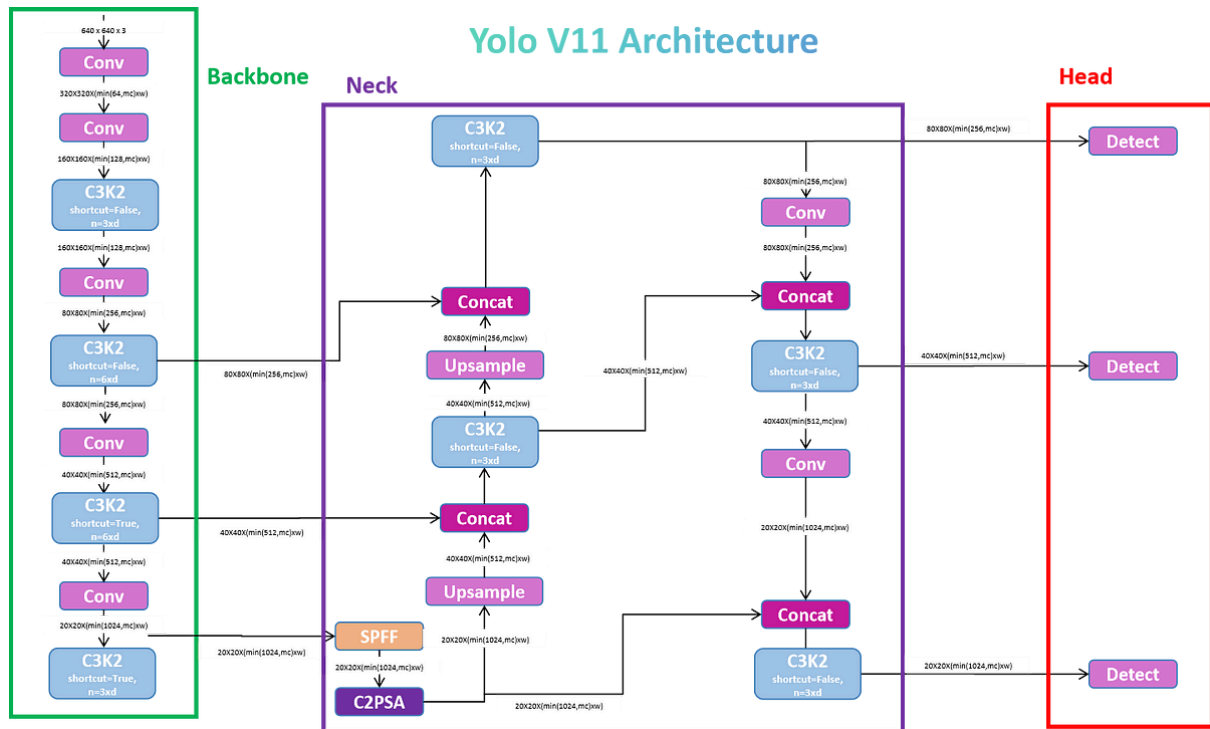 Yolo V11 Architecture
Backbone
640 x 640 x 3
Conv
320X320X(min(64,mc)xw)
Conv
160X160X(min(128,mc)xw)
C3K2
shortcut=False,
n=3xd
160X160X(min(128,mc)xw)
Conv
80X80X(min(256,mc)xw)
C3K2
shortcut=False,
n=6xd
80X80X(min(256,mc)xw)
80X80X(min(256,mc)xw)
Conv
40X40X(min(512,mc)xw)
C3K2
shortcut=True,
n=6xd
40X40X(min(512,mc)xw)
40X40X(min(512,mc)xw)
Conv
20X20X(min(1024,mc)xw)
20X20X(min(1024,mc)xw)
C3K2
shortcut=True,
n=3xd
Neck
C3K2
shortcut=False,
n=3xd
Concat
80X80X(min(256,mc)xw)
Upsample
40X40X(min(512,mc)xw)
C3K2
shortcut=False,
n=3xd
40X40X(min(512,mc)xw)
Concat
40X40X(min(512,mc)xw)
Upsample
20X20X(min(1024,mc)xw)
SPFF
20X20X(min(1024,mc)xw)
C2PSA
20X20X(min(1024,mc)xw)
80X80X(min(256,mc)xw)
80X80X(min(256,mc)xw)
Conv
80X80X(min(256,mc)xw)
Concat
C3K2
shortcut=False,
n=3xd
40X40X(min(512,mc)xw)
40X40X(min(512,mc)xw)
Conv
20X20X(min(1024,mc)xw)
Concat
C3K2
shortcut=False,
n=3xd
20X20X(min(1024,mc)xw)
Head
Detect
Detect
Detect